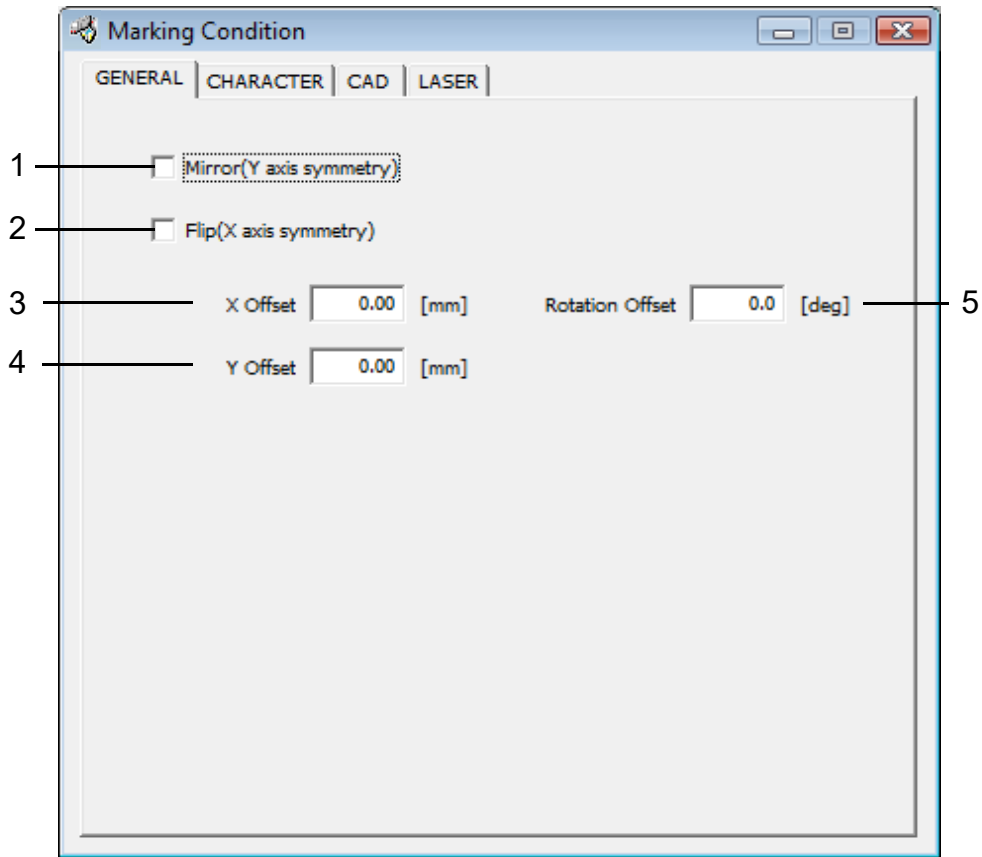 Marking Condition
GENERAL CHARACTER CAD LASER
1 Mirror(Y axis symmetry)
2 Flip(X axis symmetry)
3 X Offset 0.00 [mm] Rotation Offset 0.0 [deg] 5
4 Y Offset 0.00 [mm]